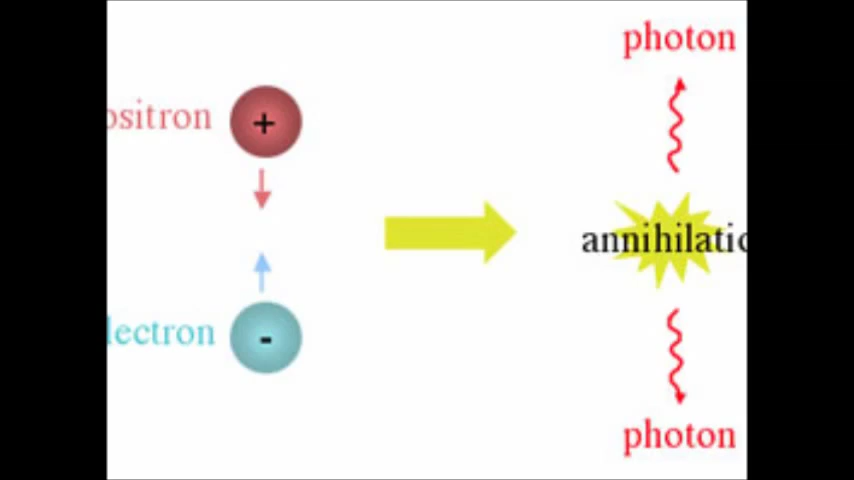 photon
ositron
+
annihilatio
-
lectron
photon